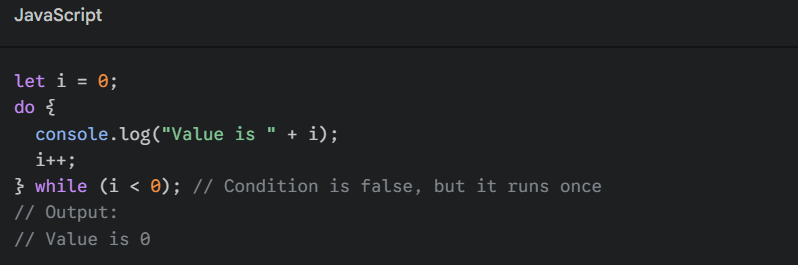 JavaScript
let i = 0;
do {
  console.log("Value is " + i);
  i++;
} while (i < 0); // Condition is false, but it runs once
// Output:
// Value is 0